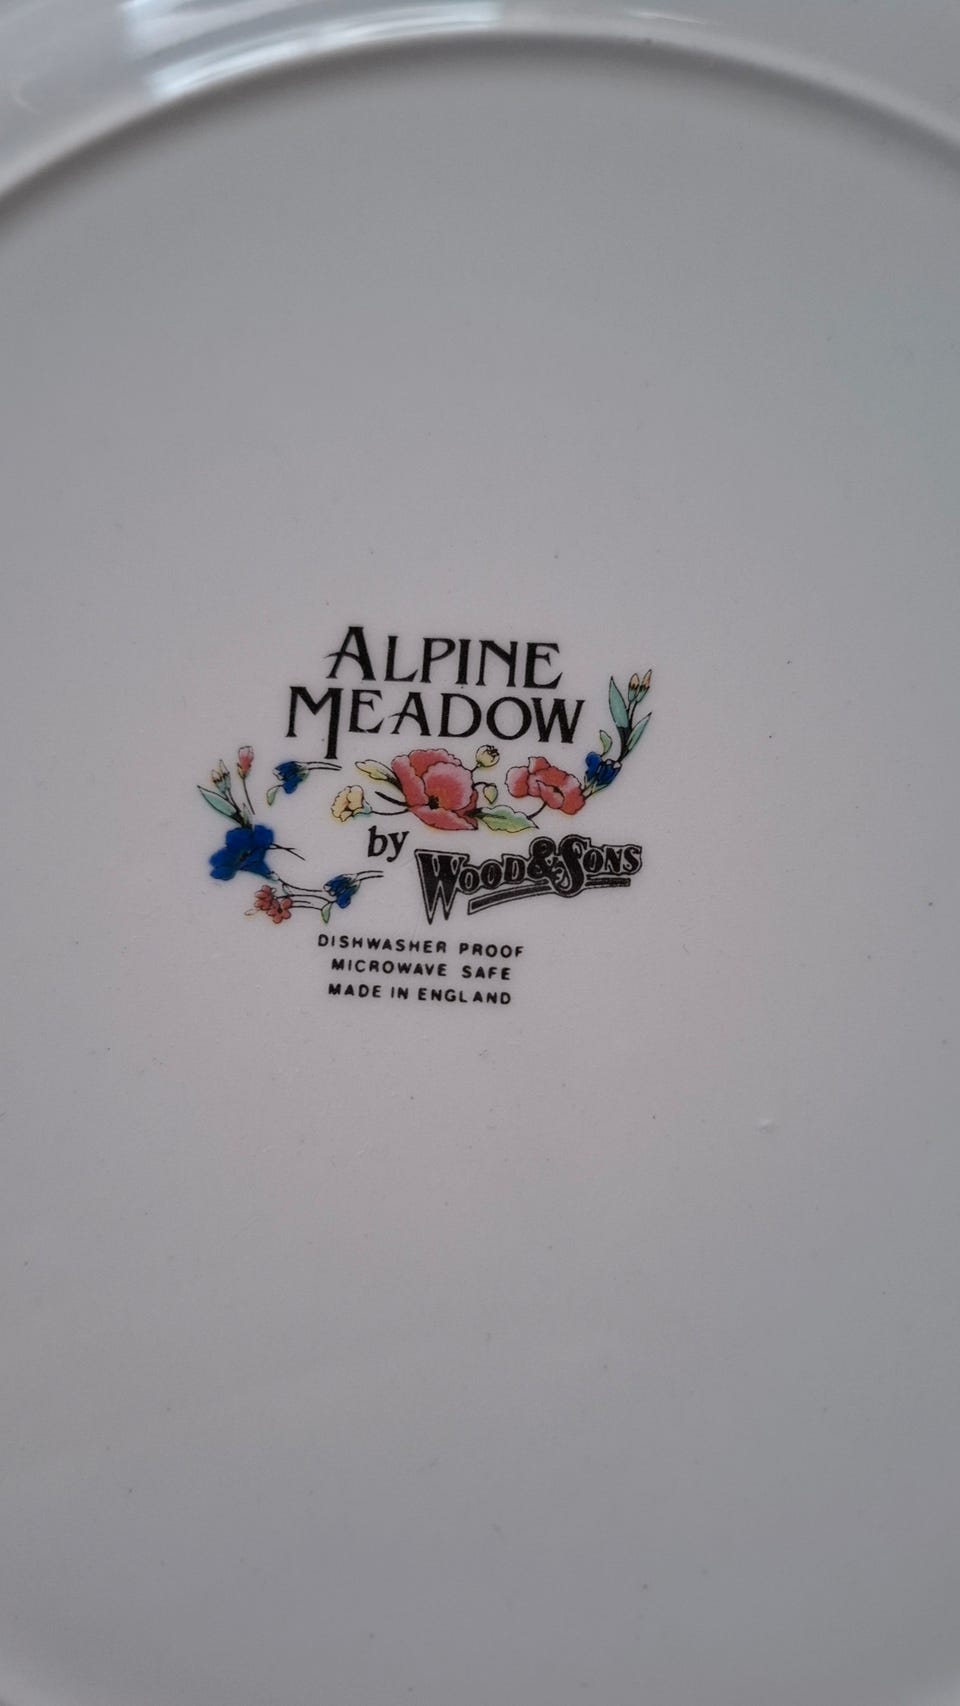 ALPINE
MEADOW
by WOOD & SONS
DISHWASHER PROOF
MICROWAVE SAFE
MADE IN ENGLAND